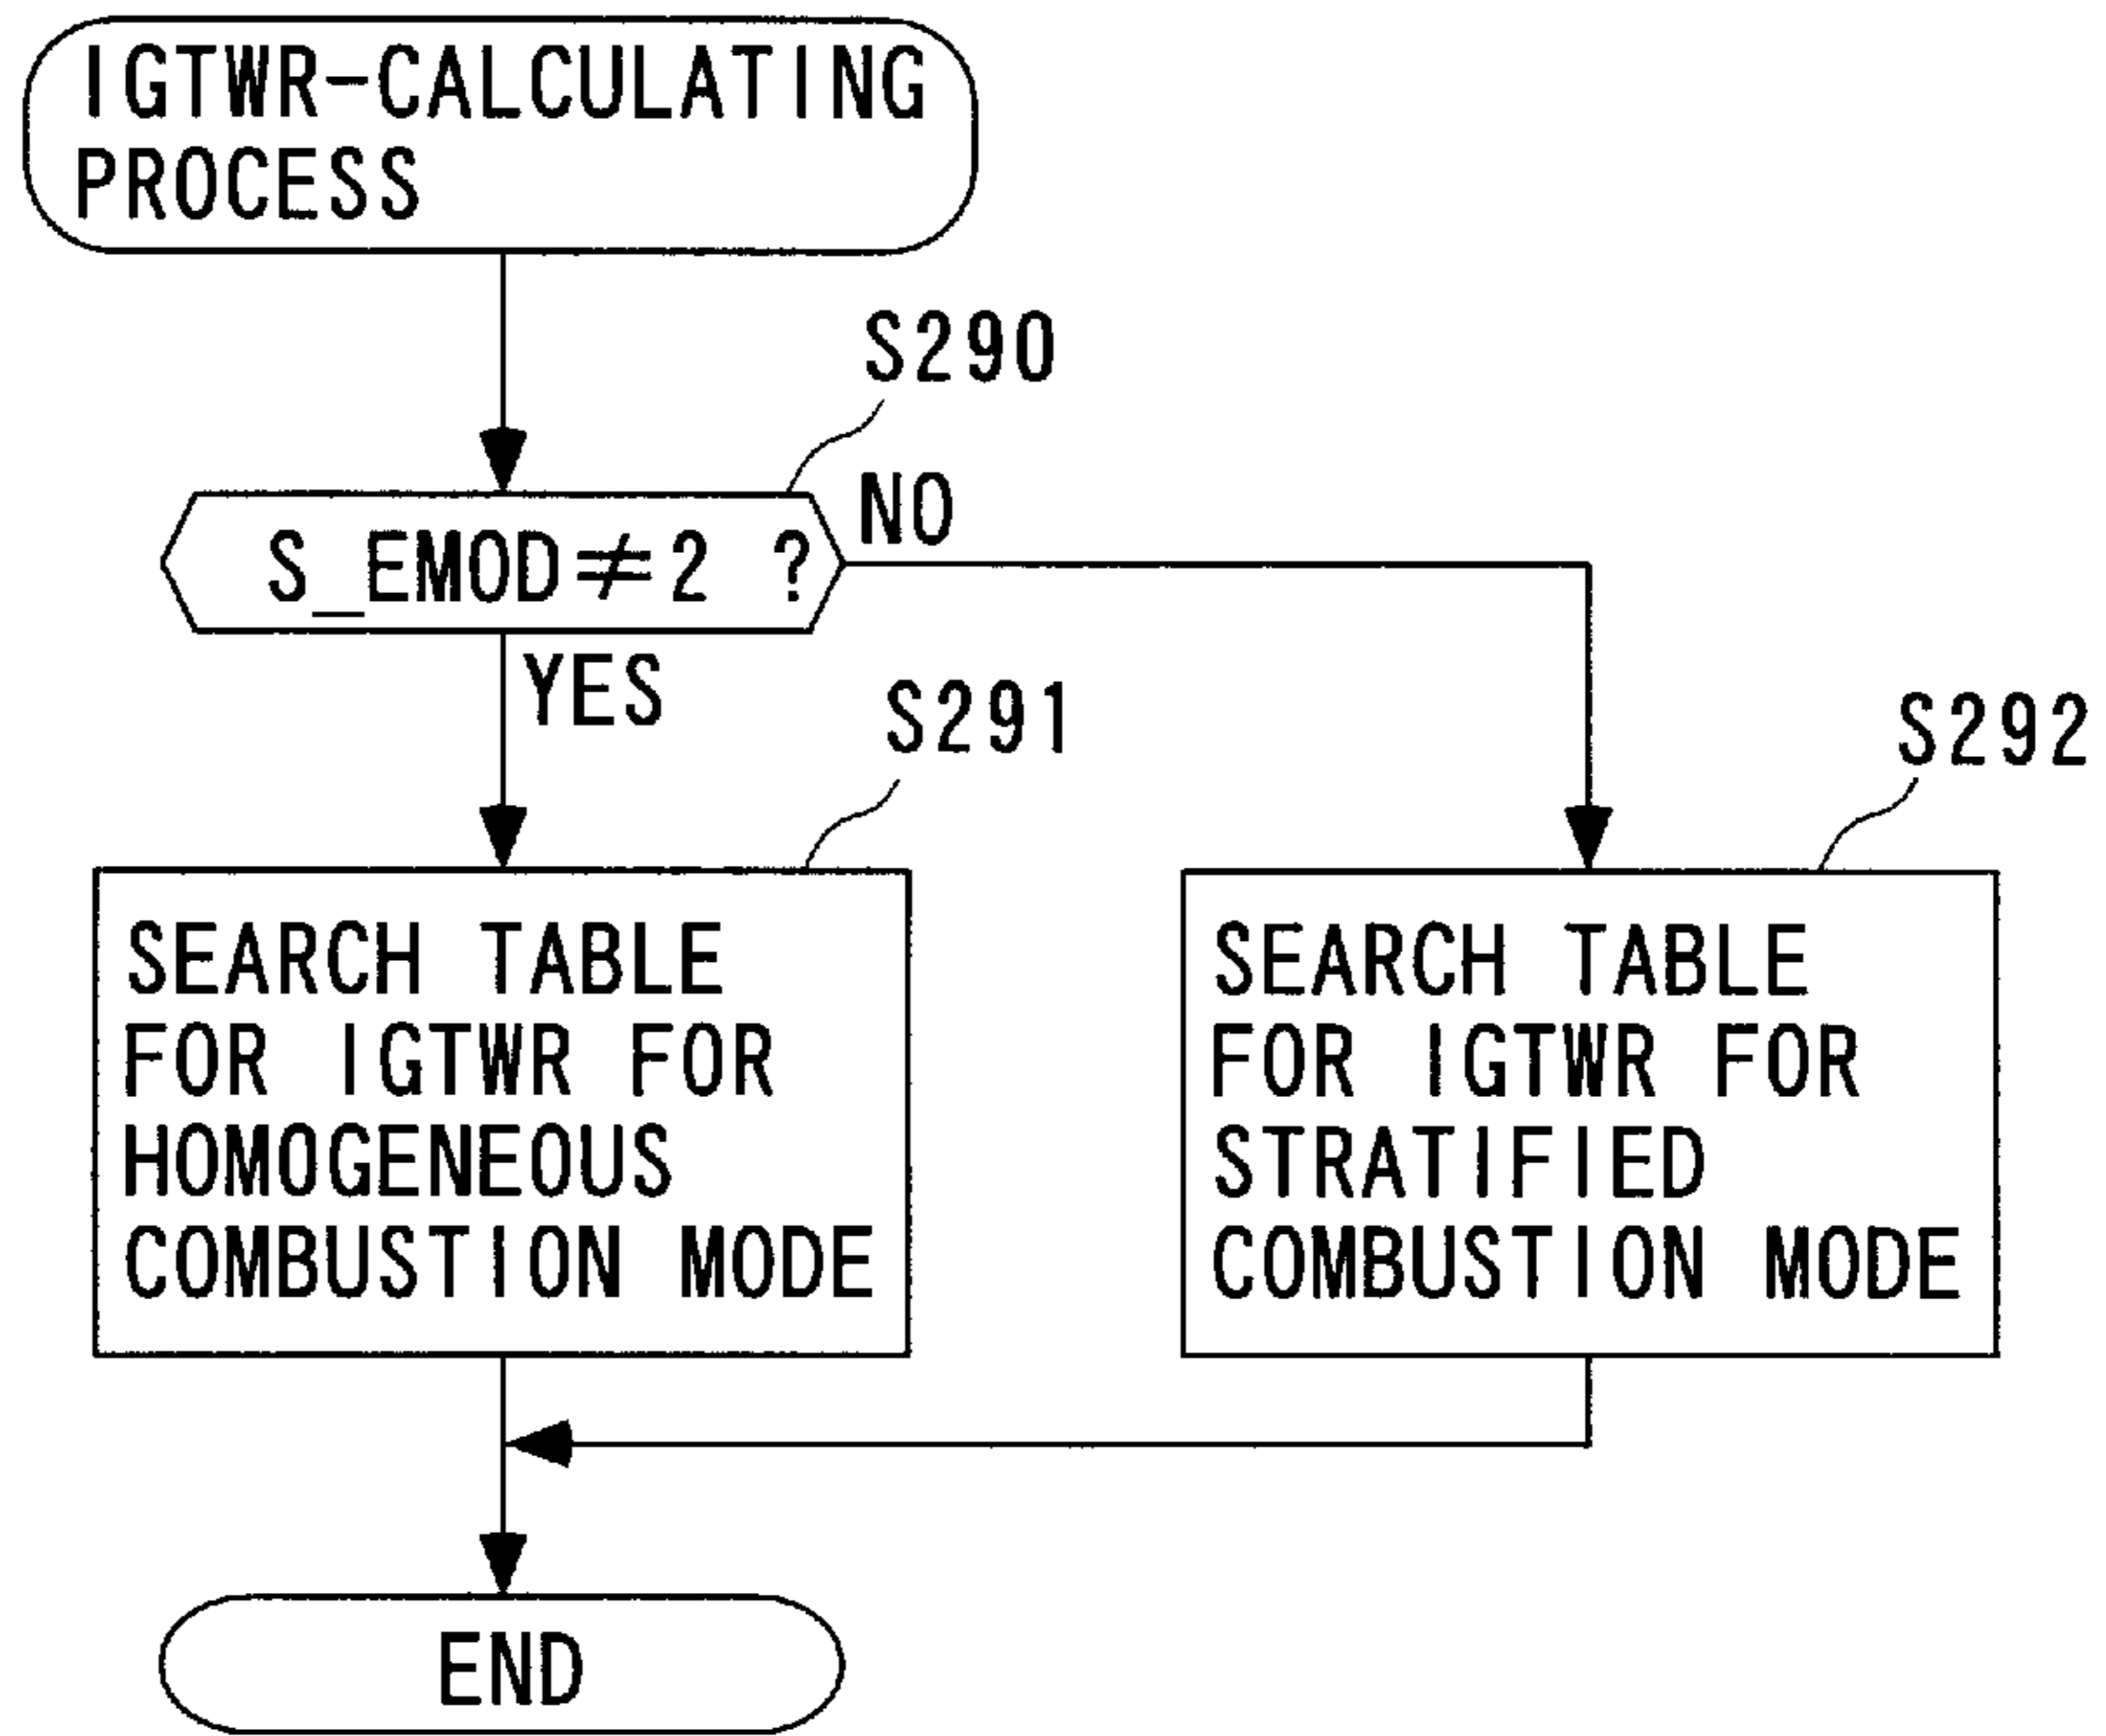 IGTWR-CALCULATING
PROCESS
S290
S_EMOD≠2 ?
NO
YES
S291
S292
SEARCH TABLE
FOR IGTWR FOR
HOMOGENEOUS
COMBUSTION MODE
SEARCH TABLE
FOR IGTWR FOR
STRATIFIED
COMBUSTION MODE
END